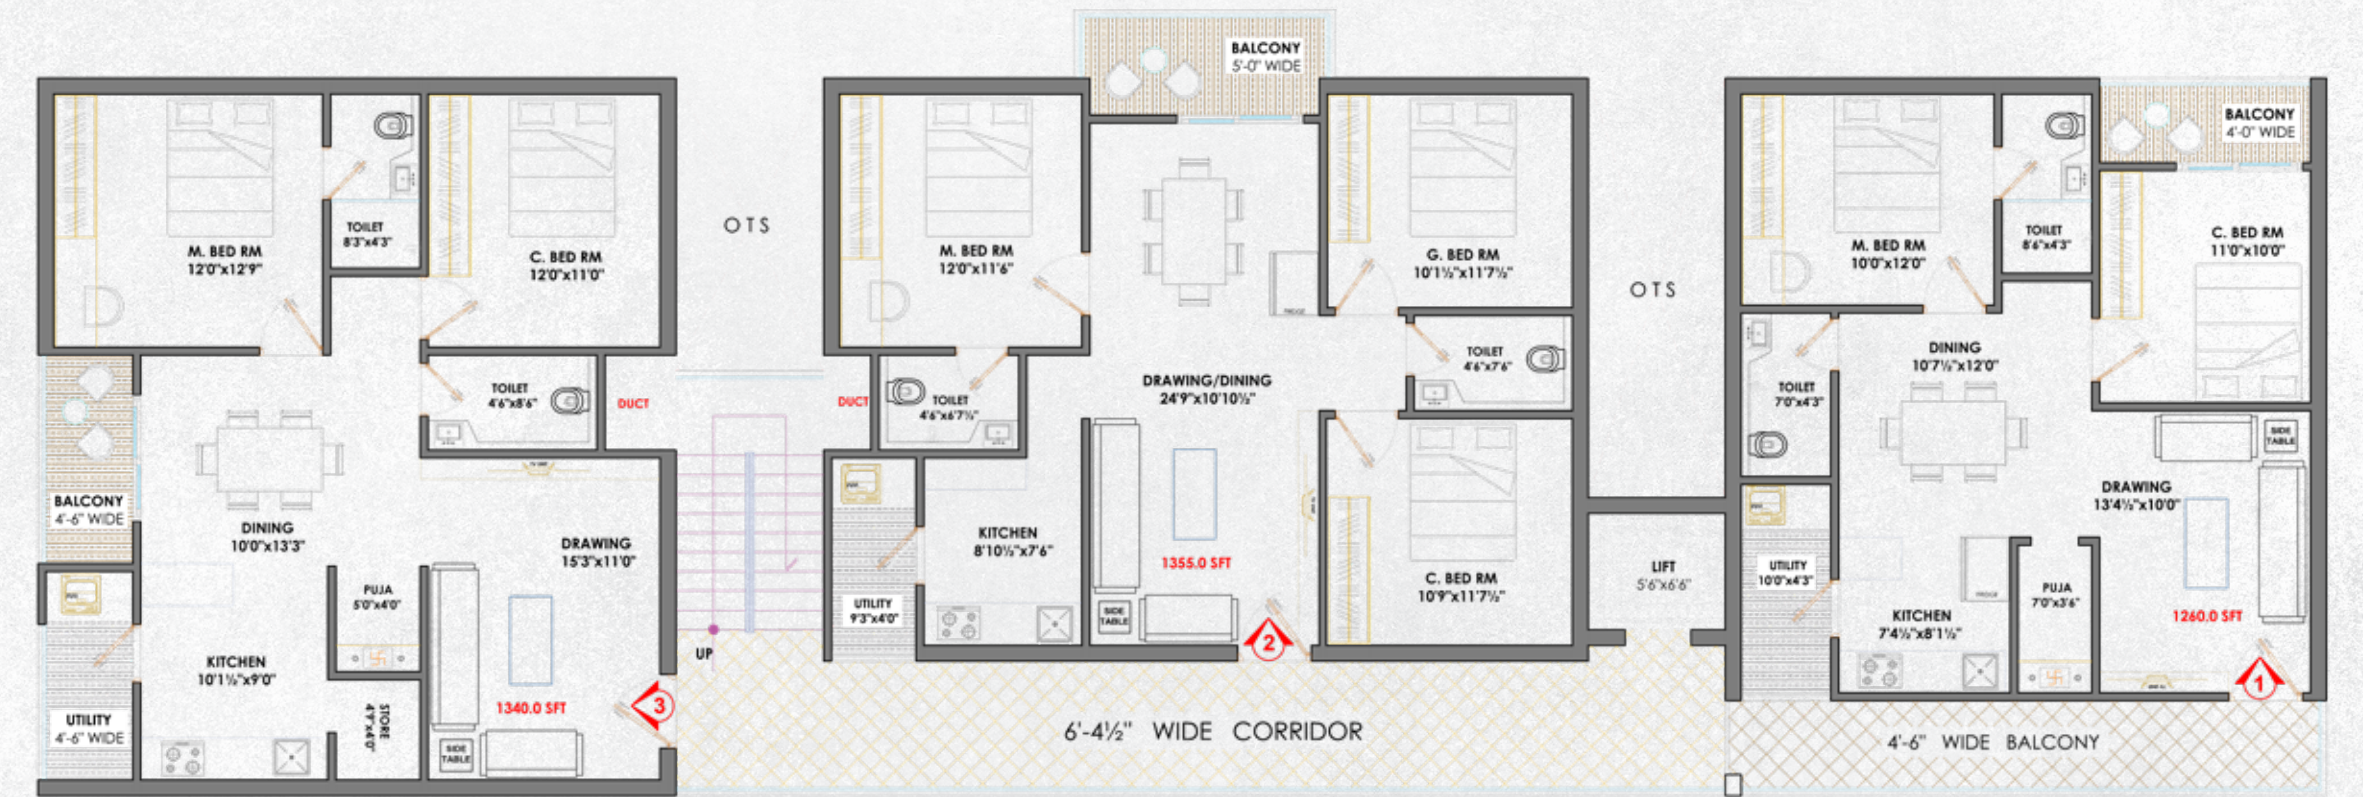 M. BED RM
12'0"x12'9"
TOILET
8'3"x4'3"
C. BED RM
12'0"x11'0"
TOILET
4'6"x8'6"
DUCT
BALCONY
4'-6" WIDE
DINING
10'0"x13'3"
DRAWING
15'3"x11'0"
PUJA
5'0"x4'0"
KITCHEN
10'1½"x9'0"
STORE
4'9"x4'0"
UTILITY
4'-6" WIDE
1340.0 SFT
SIDE
TABLE
3
OTS
UP
BALCONY
5'-0" WIDE
M. BED RM
12'0"x11'6"
G. BED RM
10'1½"x11'7½"
FRIDGE
DUCT
TOILET
4'6"x6'7½"
DRAWING/DINING
24'9"x10'10½"
TOILET
4'6"x7'6"
KITCHEN
8'10½"x7'6"
1355.0 SFT
C. BED RM
10'9"x11'7½"
UTILITY
9'3"x4'0"
SIDE
TABLE
2
OTS
LIFT
5'6"x6'6"
6'-4½" WIDE CORRIDOR
BALCONY
4'-0" WIDE
M. BED RM
10'0"x12'0"
TOILET
8'6"x4'3"
C. BED RM
11'0"x10'0"
DINING
10'7½"x12'0"
TOILET
7'0"x4'3"
SIDE
TABLE
DRAWING
13'4½"x10'0"
UTILITY
10'0"x4'3"
FRIDGE
PUJA
7'0"x3'6"
KITCHEN
7'4½"x8'1½"
1260.0 SFT
1
4'-6" WIDE BALCONY